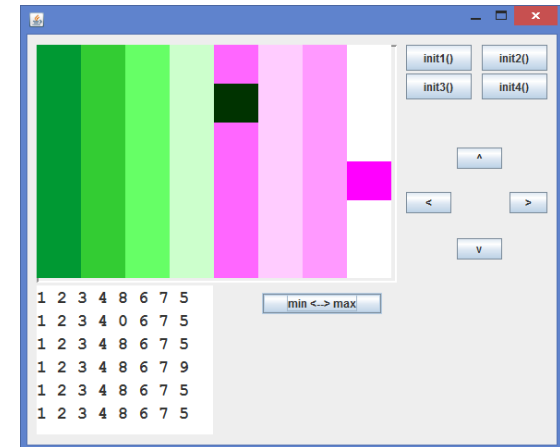 init1() init2()
init3() init4()
^
< >
v
min <--> max
1 2 3 4 8 6 7 5
1 2 3 4 0 6 7 5
1 2 3 4 8 6 7 5
1 2 3 4 8 6 7 9
1 2 3 4 8 6 7 5
1 2 3 4 8 6 7 5